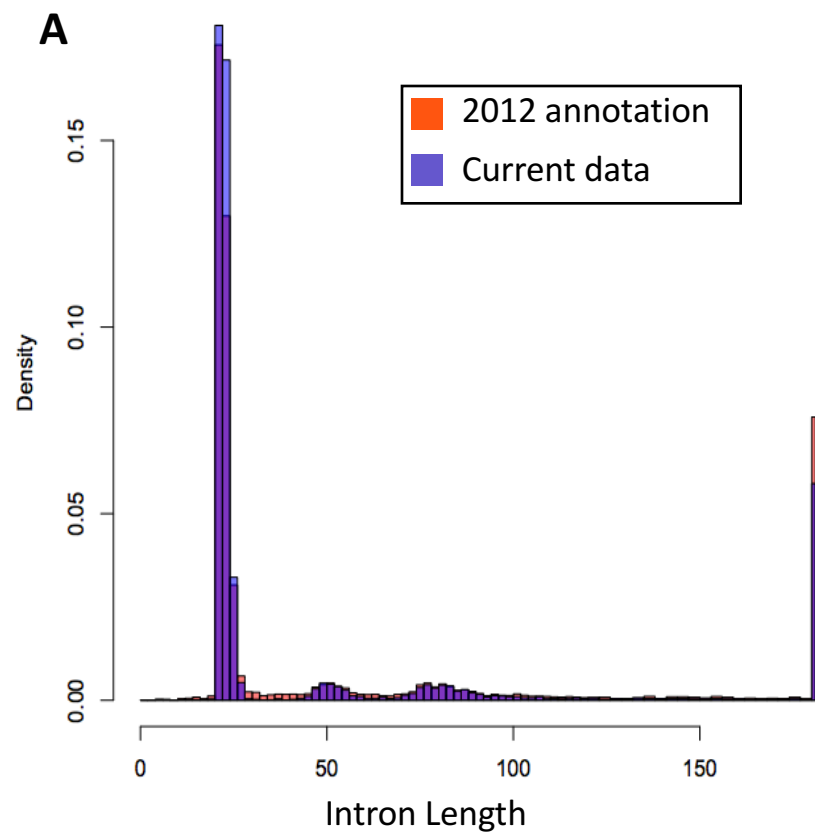 A
2012 annotation
Current data
0.15
0.10
0.05
0.00
Density
0 50 100 150
Intron Length